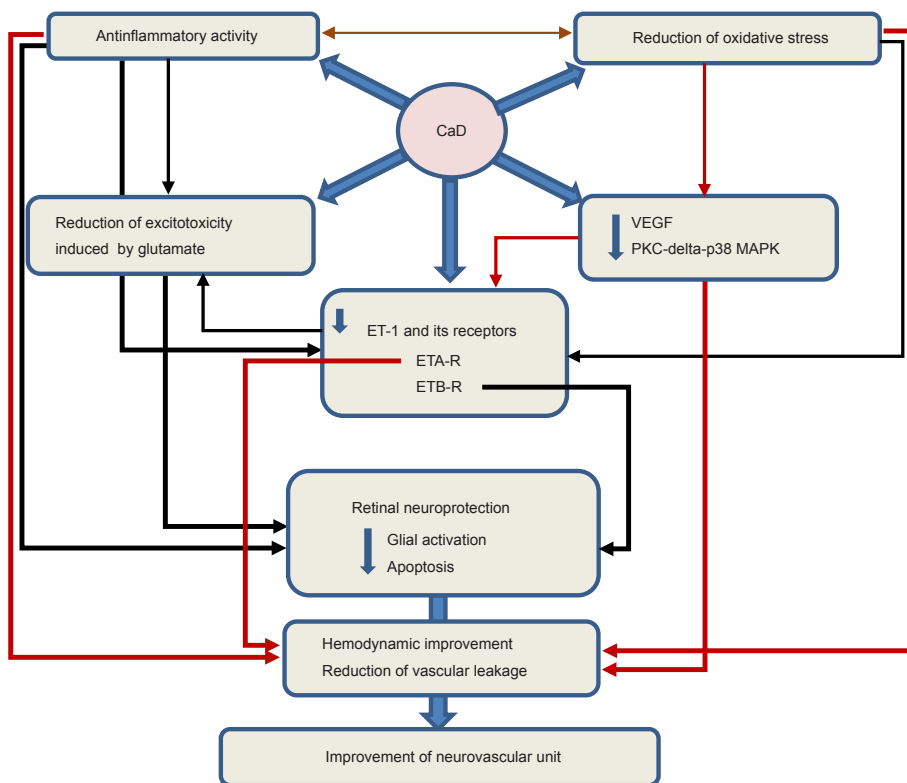 Antinflammatory activity
Reduction of oxidative stress
CaD
Reduction of excitotoxicity
induced by glutamate
VEGF
PKC-delta-p38 MAPK
ET-1 and its receptors
ETA-R
ETB-R
Retinal neuroprotection
Glial activation
Apoptosis
Hemodynamic improvement
Reduction of vascular leakage
Improvement of neurovascular unit